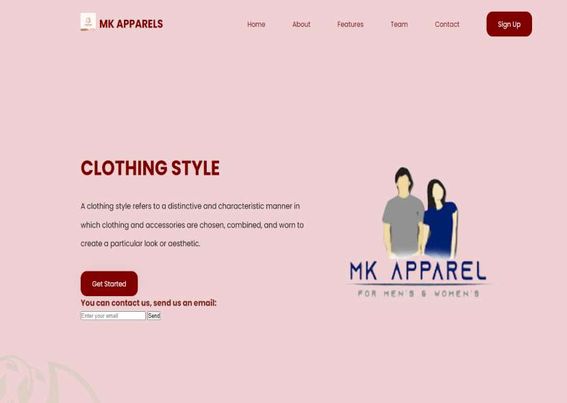 MK APPARELS
Home About Features Team Contact Sign Up
CLOTHING STYLE
A clothing style refers to a distinctive and characteristic manner in
which clothing and accessories are chosen, combined, and worn to
create a particular look or aesthetic.
Get Started
You can contact us, send us an email:
Enter your email Send
MK APPAREL
FOR MEN'S & WOMEN'S